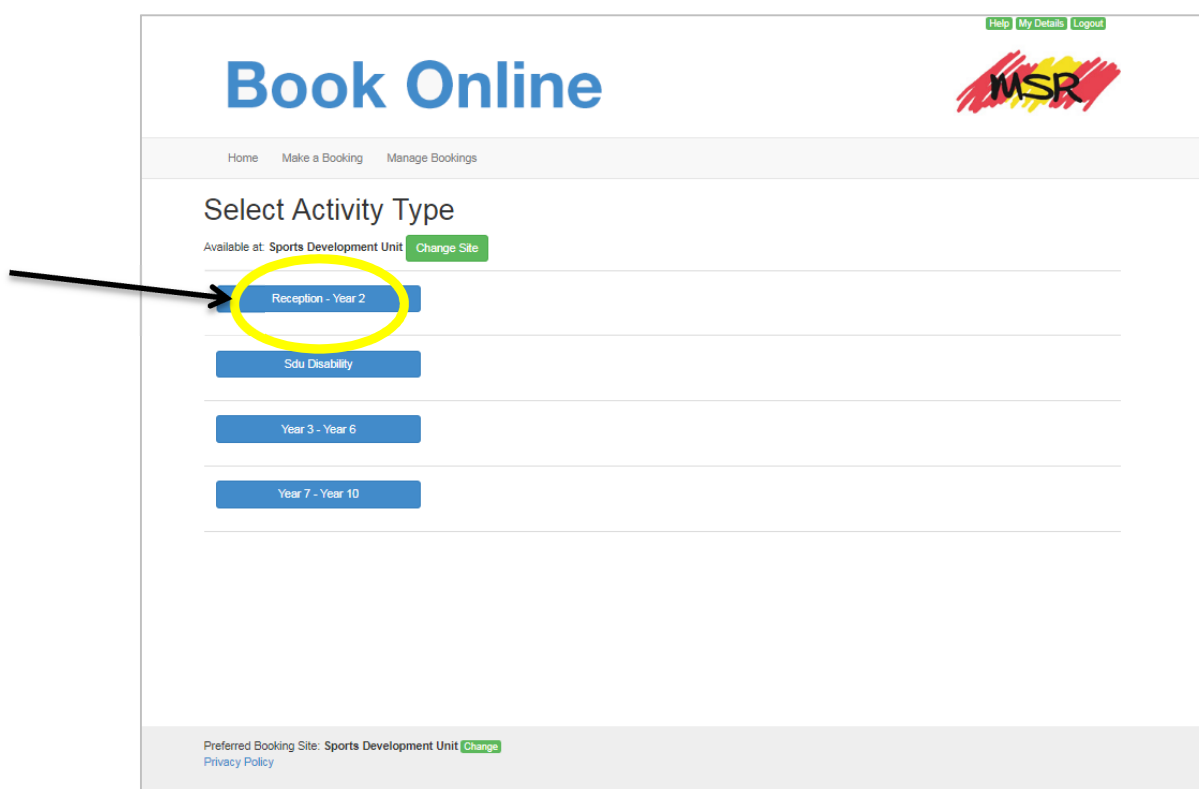 Help My Details Logout
Book Online
MSR
Home Make a Booking Manage Bookings
Select Activity Type
Available at: Sports Development Unit Change Site
Reception - Year 2
Sdu Disability
Year 3 - Year 6
Year 7 - Year 10
Preferred Booking Site: Sports Development Unit Change
Privacy Policy